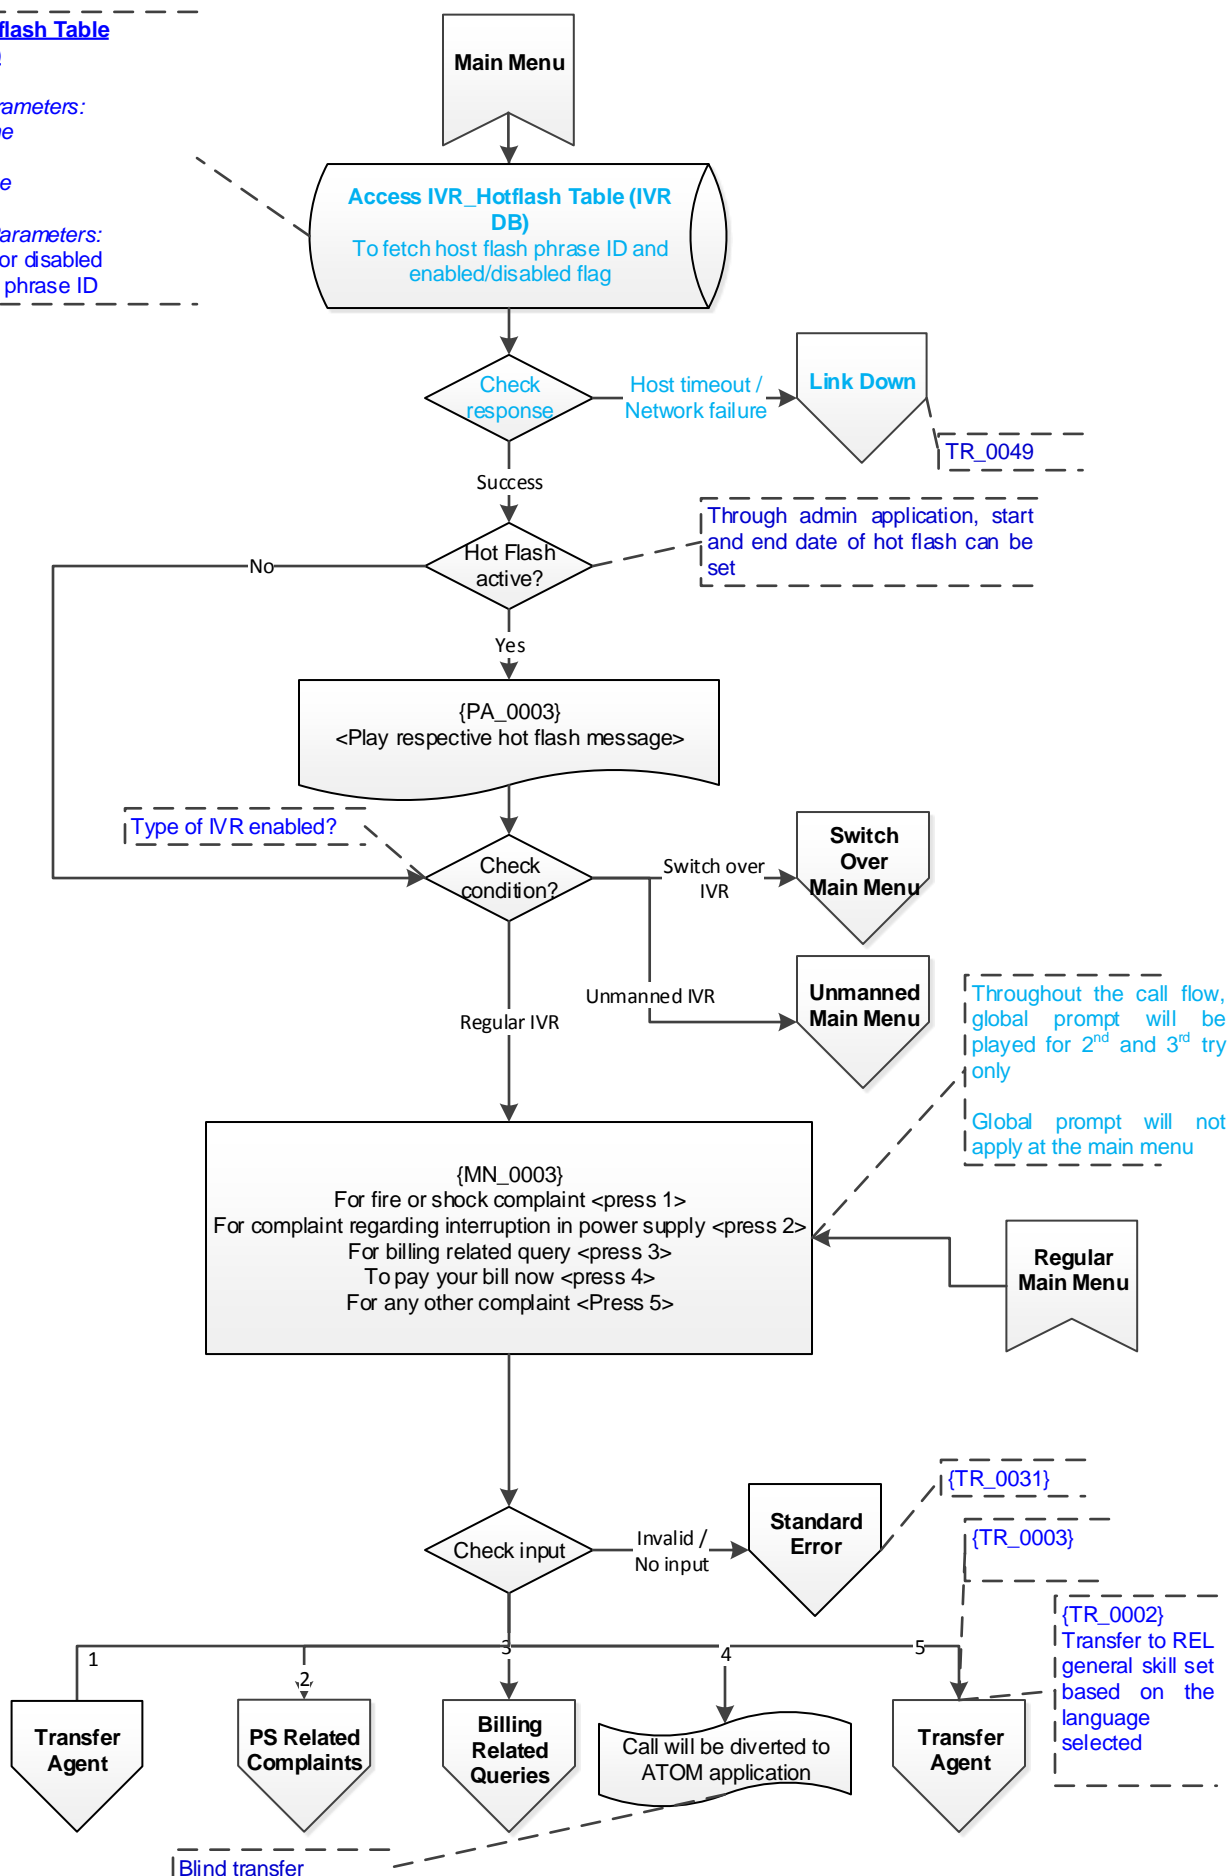 flash Table
Main Menu
rameters:
ne
e
Parameters:
or disabled
phrase ID
Access IVR_Hotflash Table (IVR
DB)
To fetch host flash phrase ID and
enabled/disabled flag
Check
response
Host timeout /
Network failure
Link Down
TR_0049
Success
Through admin application, start
and end date of hot flash can be
set
Hot Flash
active?
No
Yes
{PA_0003}
<Play respective hot flash message>
Type of IVR enabled?
Check
condition?
Switch over
IVR
Switch
Over
Main Menu
Unmanned IVR
Unmanned
Main Menu
Regular IVR
Throughout the call flow,
global prompt will be
played for 2nd and 3rd try
only
Global prompt will not
apply at the main menu
{MN_0003}
For fire or shock complaint <press 1>
For complaint regarding interruption in power supply <press 2>
For billing related query <press 3>
To pay your bill now <press 4>
For any other complaint <Press 5>
Regular
Main Menu
Check input
Invalid /
No input
Standard
Error
{TR_0031}
{TR_0003}
{TR_0002}
Transfer to REL
general skill set
based on the
language
selected
1
2
3
4
5
Transfer
Agent
PS Related
Complaints
Billing
Related
Queries
Call will be diverted to
ATOM application
Transfer
Agent
Blind transfer